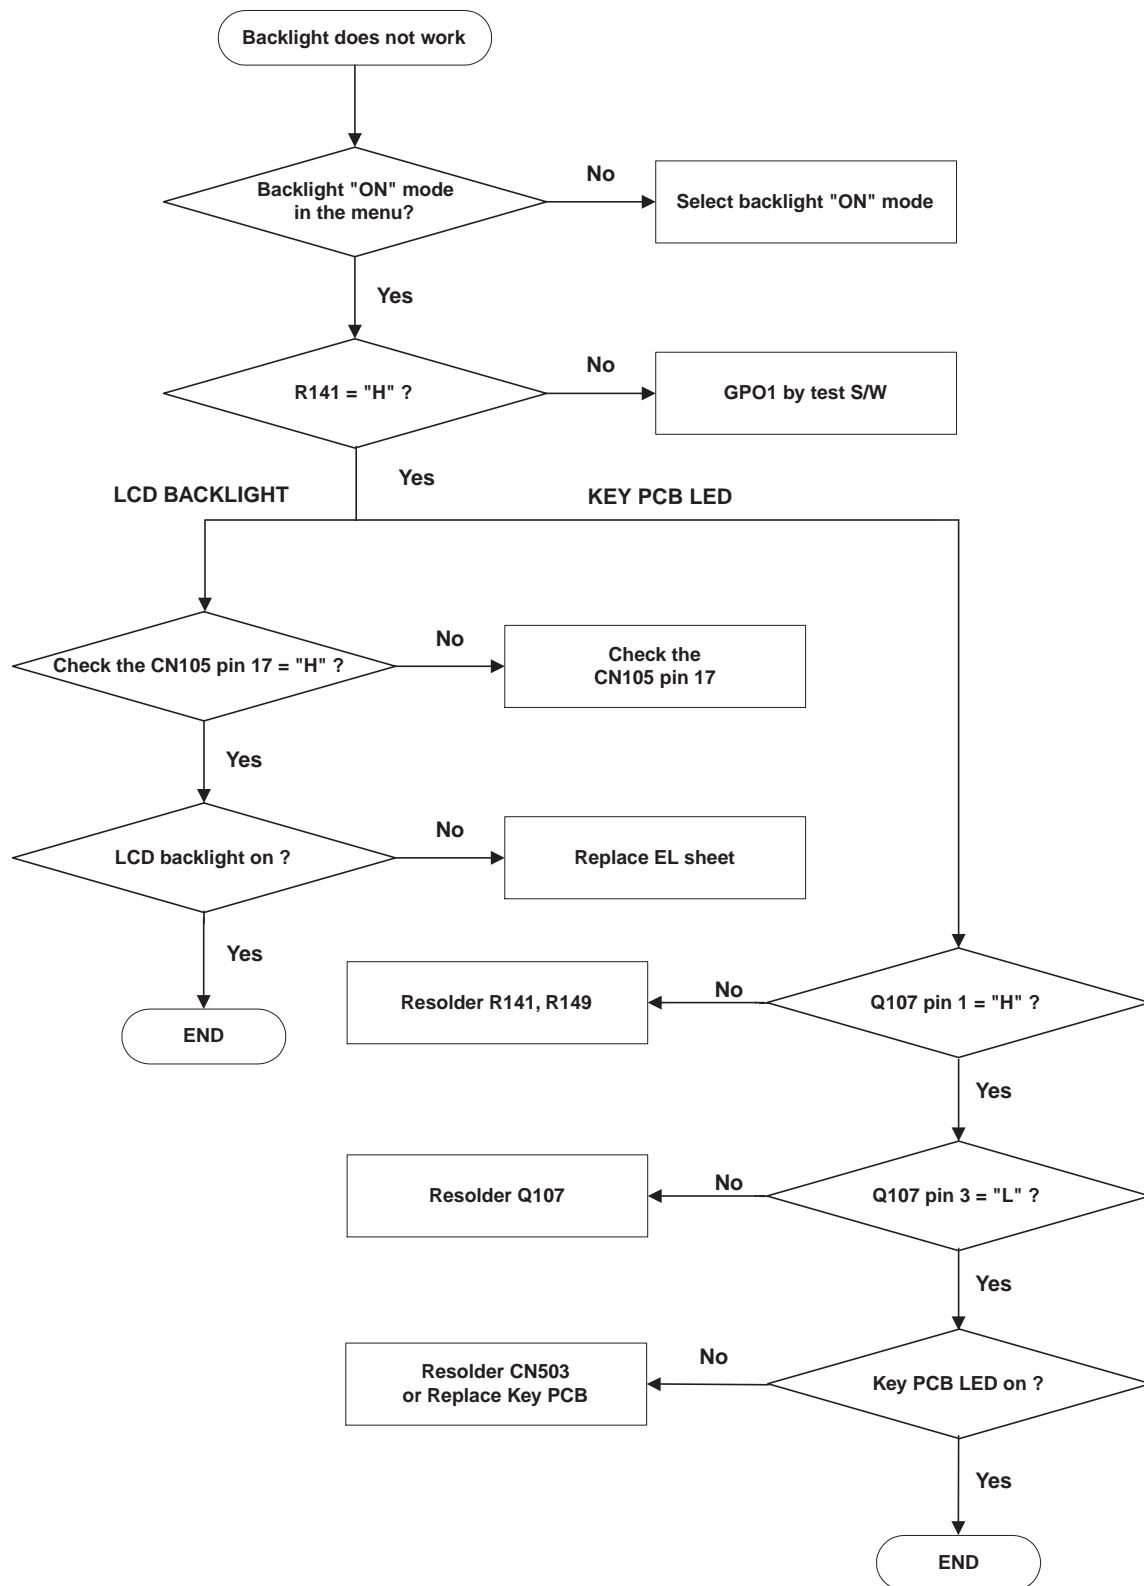 Backlight does not work
Backlight "ON" mode
in the menu?
No
Select backlight "ON" mode
Yes
R141 = "H" ?
No
GPO1 by test S/W
Yes
LCD BACKLIGHT
KEY PCB LED
Check the CN105 pin 17 = "H" ?
No
Check the
CN105 pin 17
Yes
LCD backlight on ?
No
Replace EL sheet
Yes
END
Q107 pin 1 = "H" ?
No
Resolder R141, R149
Yes
Q107 pin 3 = "L" ?
No
Resolder Q107
Yes
Key PCB LED on ?
No
Resolder CN503
or Replace Key PCB
Yes
END